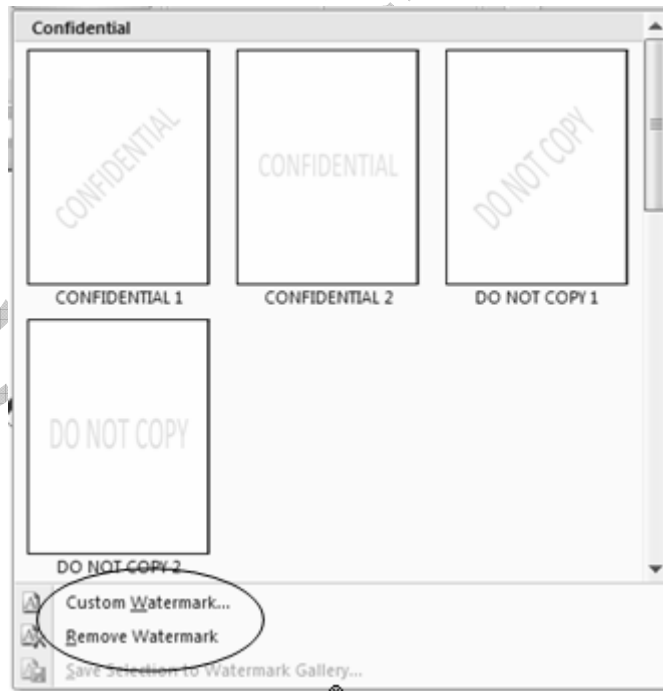 Confidential
CONFIDENTIAL
CONFIDENTIAL
DO NOT COPY
CONFIDENTIAL 1
CONFIDENTIAL 2
DO NOT COPY 1
DO NOT COPY
DO NOT COPY 2
Custom Watermark...
Remove Watermark
Save Selection to Watermark Gallery...